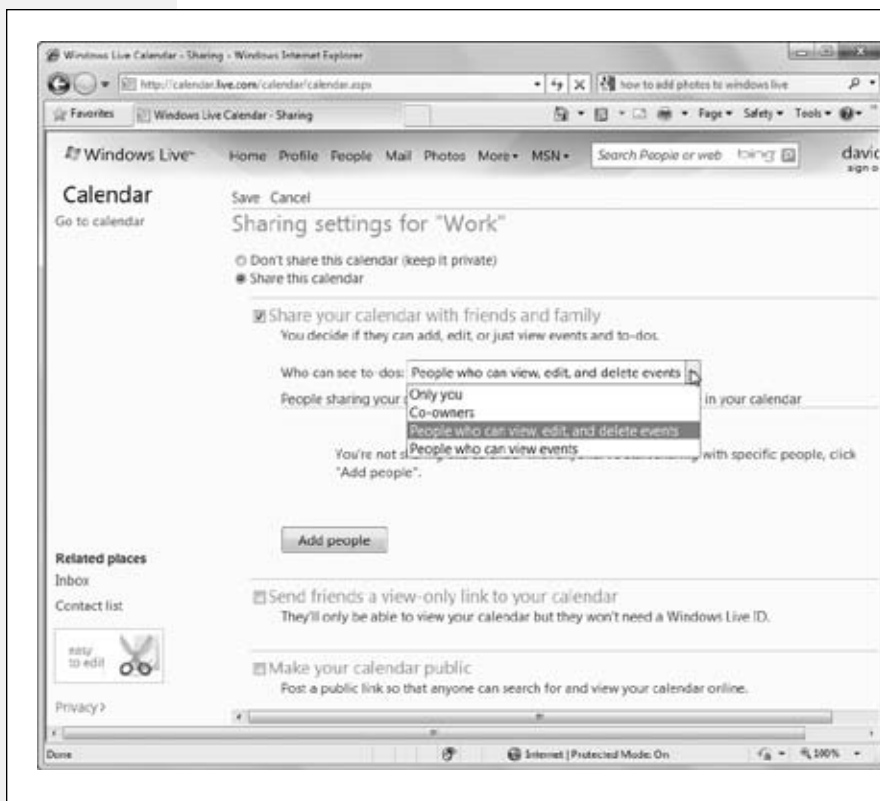 Windows Live Calendar - Sharing - Windows Internet Explorer
http://calendar.live.com/calendar/calendar.aspx
how to add photos to windows live
Favorites Windows Live Calendar - Sharing
Page Safety Tools
Windows Live Home Profile People Mail Photos More MSN Search People or web bing davic
sign o
Calendar
Go to calendar
Save Cancel
Sharing settings for "Work"
Don't share this calendar (keep it private)
Share this calendar
Share your calendar with friends and family
You decide if they can add, edit, or just view events and to-dos.
Who can see to-dos: People who can view, edit, and delete events
Only you
Co-owners
People who can view, edit, and delete events
People who can view events
People sharing your in your calendar
You're not with specific people, click
"Add people".
Add people
Related places
Inbox
Contact list
easy
to edit
Privacy
Send friends a view-only link to your calendar
They'll only be able to view your calendar but they won't need a Windows Live ID.
Make your calendar public
Post a public link so that anyone can search for and view your calendar online.
Done Internet | Protected Mode: On 100%